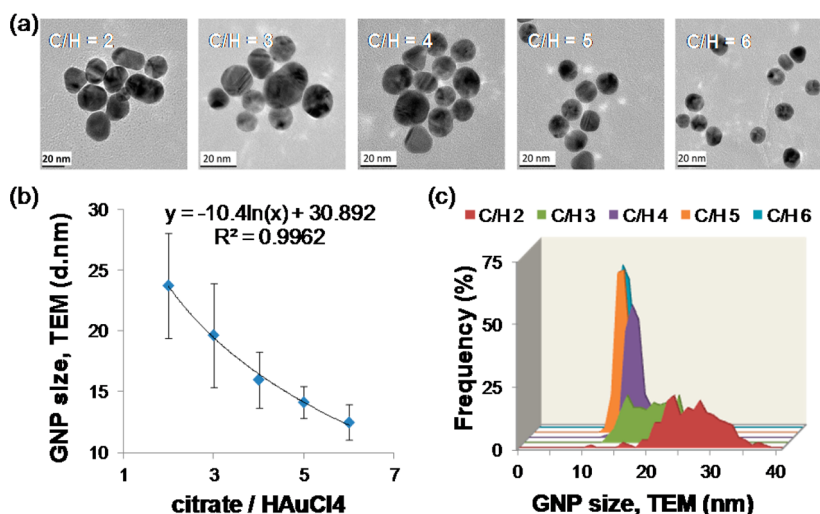 (a)
C/H = 2
C/H = 3
C/H = 4
C/H = 5
C/H = 6
20 nm
20 nm
20 nm
20 nm
20 nm
(b)
y = -10.4ln(x) + 30.892
R² = 0.9962
GNP size, TEM (d.nm)
30
25
20
15
10
1
3
5
7
citrate / HAuCl4
(c)
C/H 2
C/H 3
C/H 4
C/H 5
C/H 6
Frequency (%)
75
50
25
0
0
10
20
30
40
GNP size, TEM (nm)